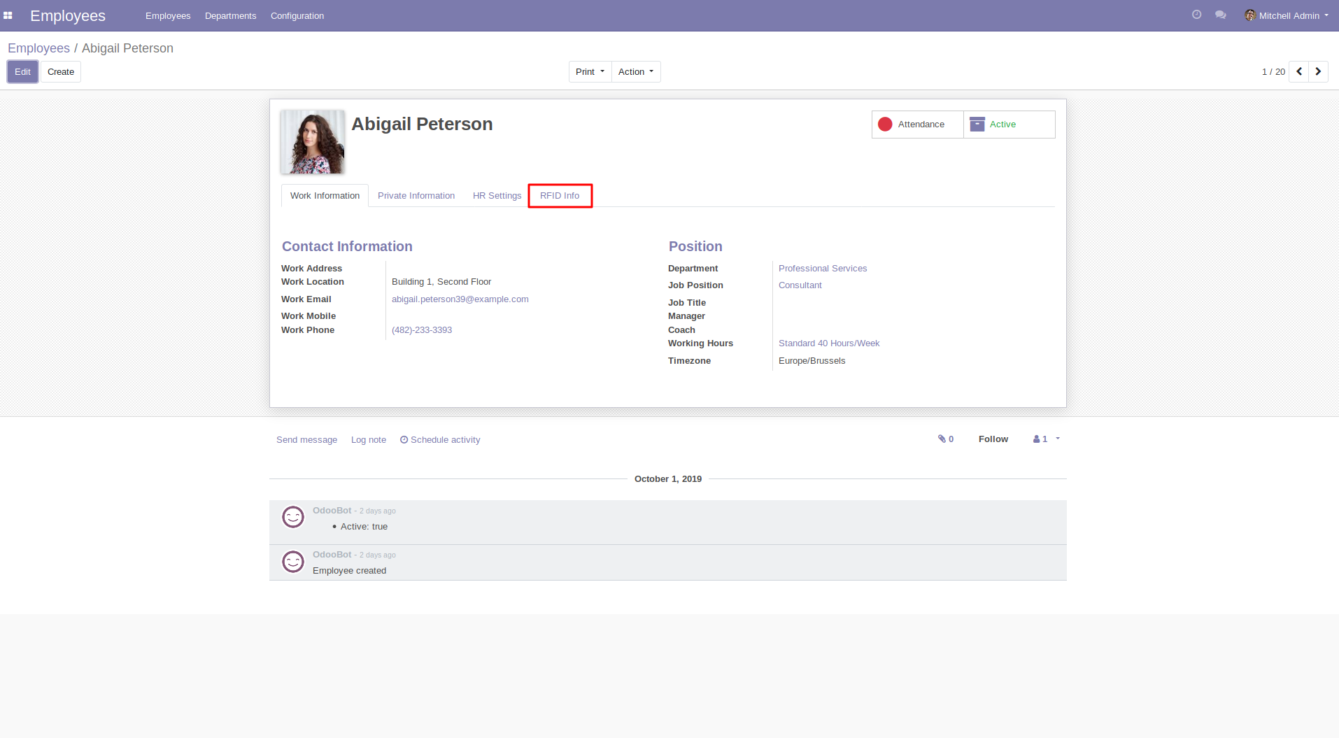 Employees Employees Departments Configuration Mitchell Admin
Employees / Abigail Peterson
Edit Create Print Action 1 / 20
Abigail Peterson Attendance Active
Work Information Private Information HR Settings RFID Info
Contact Information
Work Address
Work Location Building 1, Second Floor
Work Email abigail.peterson39@example.com
Work Mobile
Work Phone (482)-233-3393
Position
Department Professional Services
Job Position Consultant
Job Title
Manager
Coach
Working Hours Standard 40 Hours/Week
Timezone Europe/Brussels
Send message Log note Schedule activity 0 Follow 1
October 1, 2019
OdooBot - 2 days ago
• Active: true
OdooBot - 2 days ago
Employee created